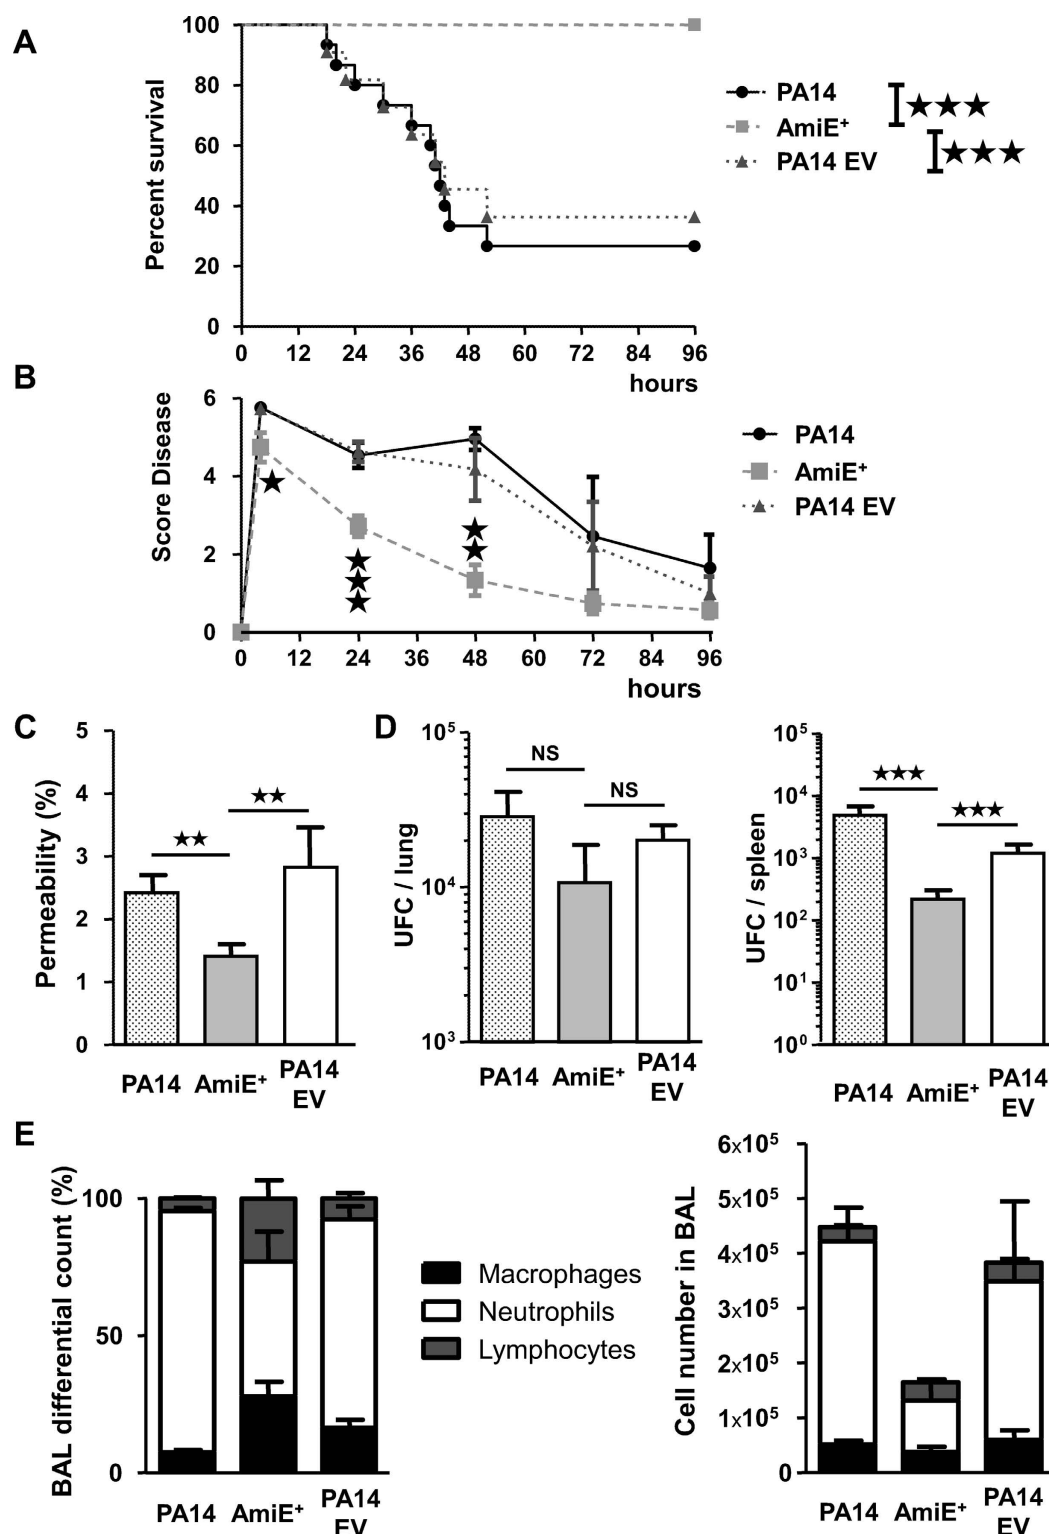 A
100
80
60
40
20
0
Percent survival
0 12 24 36 48 60 72 84 96
hours
PA14
AmiE⁺
PA14 EV
★★★
★★★
B
6
4
2
0
Score Disease
0 12 24 36 48 60 72 84 96
hours
PA14
AmiE⁺
PA14 EV
★
★★★
★★
C
5
4
3
2
1
0
Permeability (%)
★★
★★
PA14 AmiE⁺ PA14
EV
D
10⁵
10⁴
10³
UFC / lung
NS
NS
PA14 AmiE⁺ PA14
EV
10⁵
10⁴
10³
10²
10¹
10⁰
UFC / spleen
★★★
★★★
PA14 AmiE⁺ PA14
EV
E
100
50
0
BAL differential count (%)
PA14 AmiE⁺ PA14
EV
Macrophages
Neutrophils
Lymphocytes
6x10⁵
5x10⁵
4x10⁵
3x10⁵
2x10⁵
1x10⁵
0
Cell number in BAL
PA14 AmiE⁺ PA14
EV